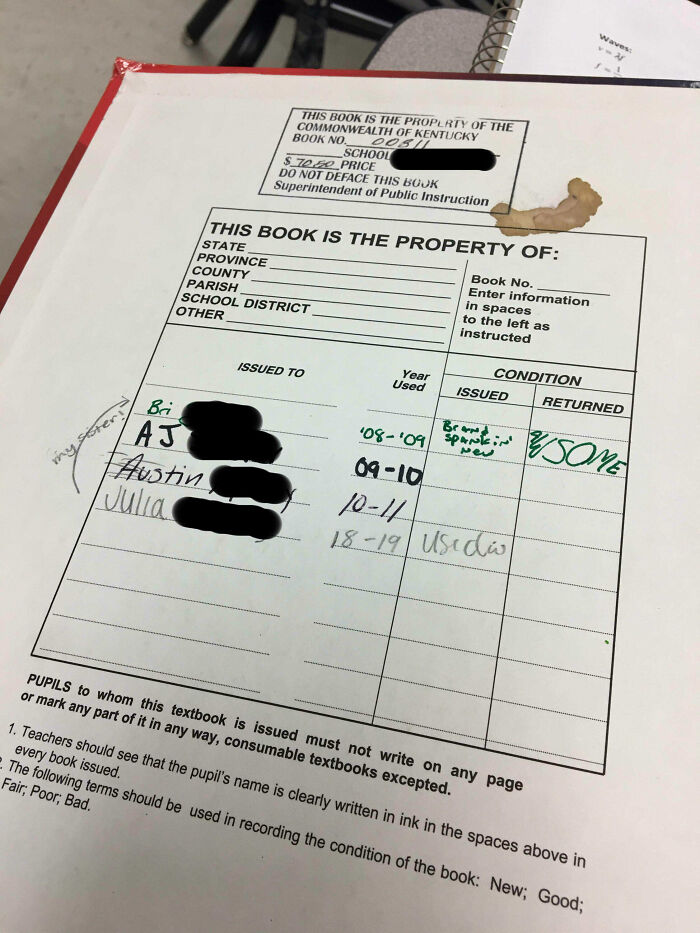 Waves:
THIS BOOK IS THE PROPERTY OF THE
COMMONWEALTH OF KENTUCKY
BOOK NO. 00811
SCHOOL
$ 70.80 PRICE
DO NOT DEFACE THIS BOOK
Superintendent of Public Instruction
THIS BOOK IS THE PROPERTY OF:
STATE
PROVINCE
COUNTY
PARISH
SCHOOL DISTRICT
OTHER
Book No.
Enter information
in spaces
to the left as
instructed
ISSUED TO
Year
Used
CONDITION
ISSUED
RETURNED
my sister!
Bri '08-'09 Brand spankin' new SOME
AJ 09-10
Austin 10-11
Julia 18-19
PUPILS to whom this textbook is issued must not write on any page
or mark any part of it in any way, consumable textbooks excepted.
1. Teachers should see that the pupil's name is clearly written in ink in the spaces above in
every book issued.
2. The following terms should be used in recording the condition of the book: New; Good;
Fair; Poor; Bad.